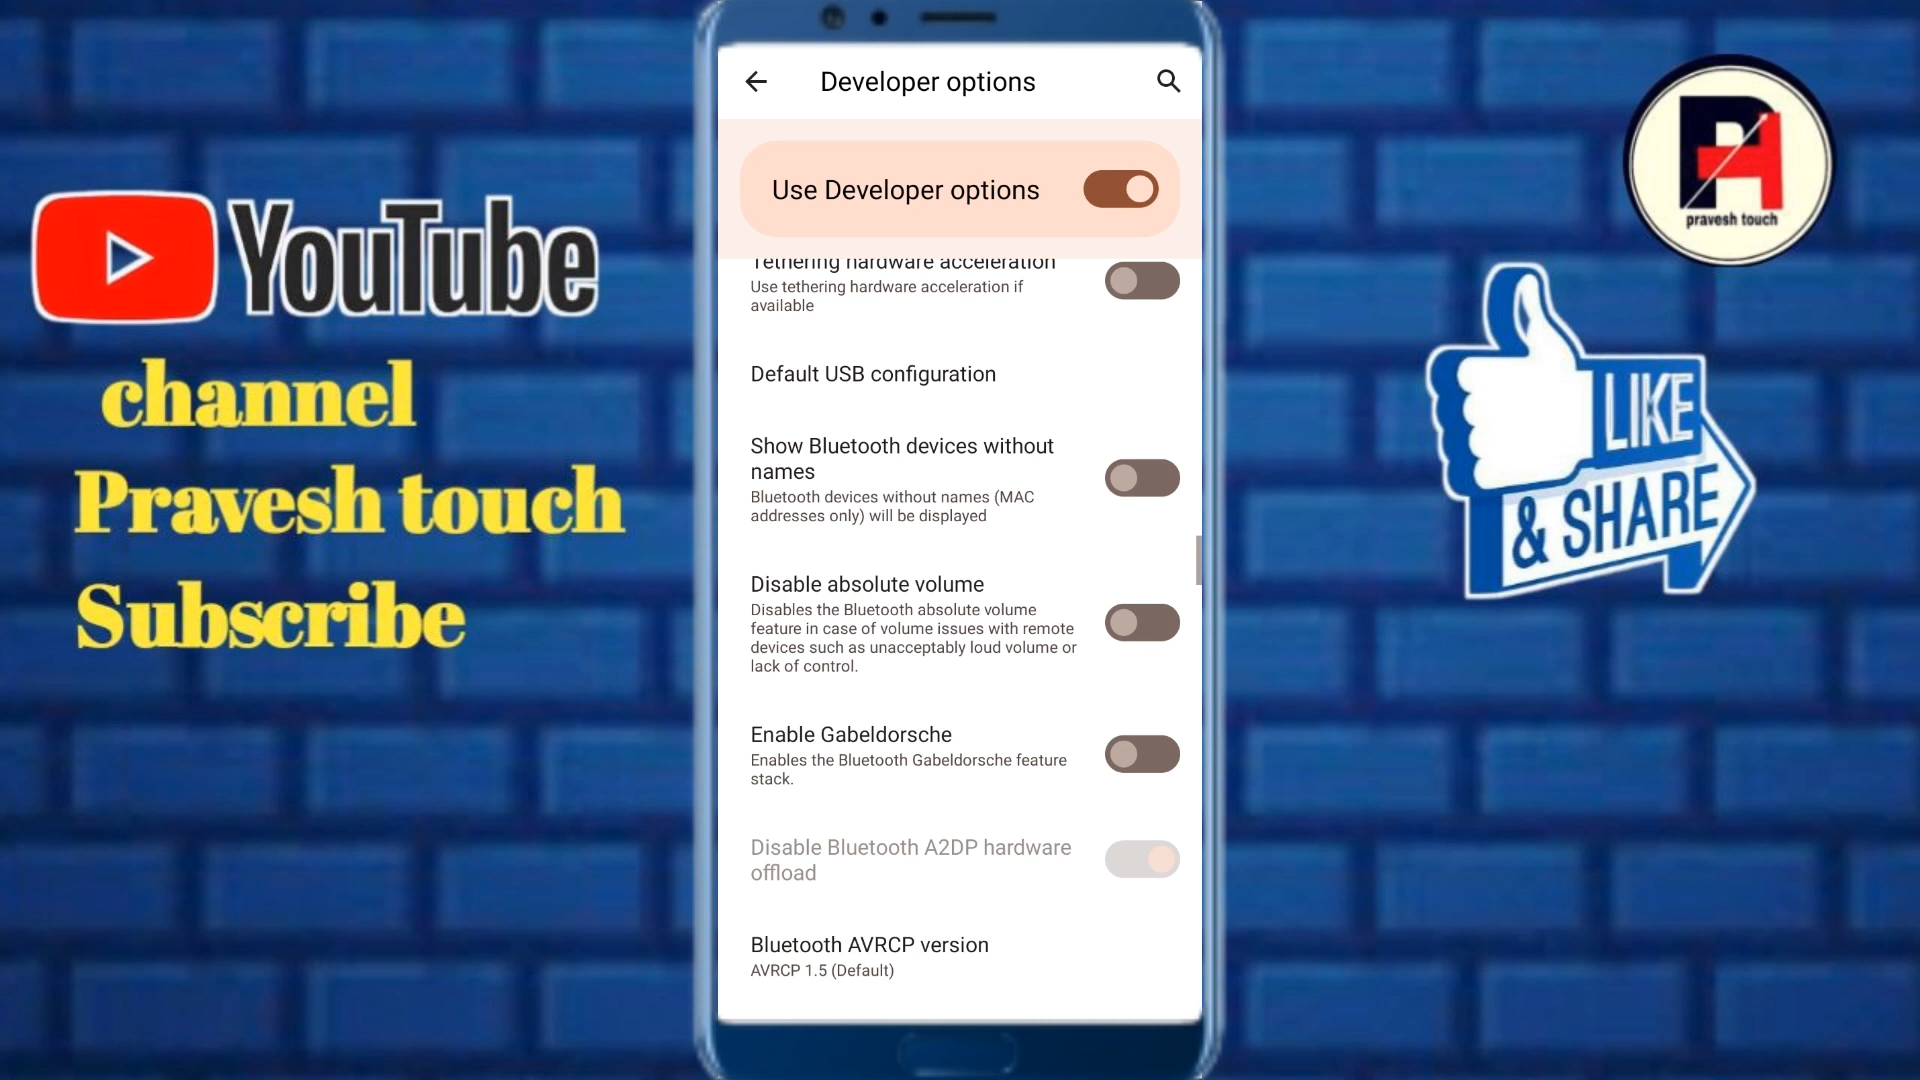 YouTube
channel
Pravesh touch
Subscribe
Developer options
Use Developer options
Tethering hardware acceleration
Use tethering hardware acceleration if
available
Default USB configuration
Show Bluetooth devices without
names
Bluetooth devices without names (MAC
addresses only) will be displayed
Disable absolute volume
Disables the Bluetooth absolute volume
feature in case of volume issues with remote
devices such as unacceptably loud volume or
lack of control.
Enable Gabeldorsche
Enables the Bluetooth Gabeldorsche feature
stack.
Disable Bluetooth A2DP hardware
offload
Bluetooth AVRCP version
AVRCP 1.5 (Default)
pravesh touch
LIKE
& SHARE